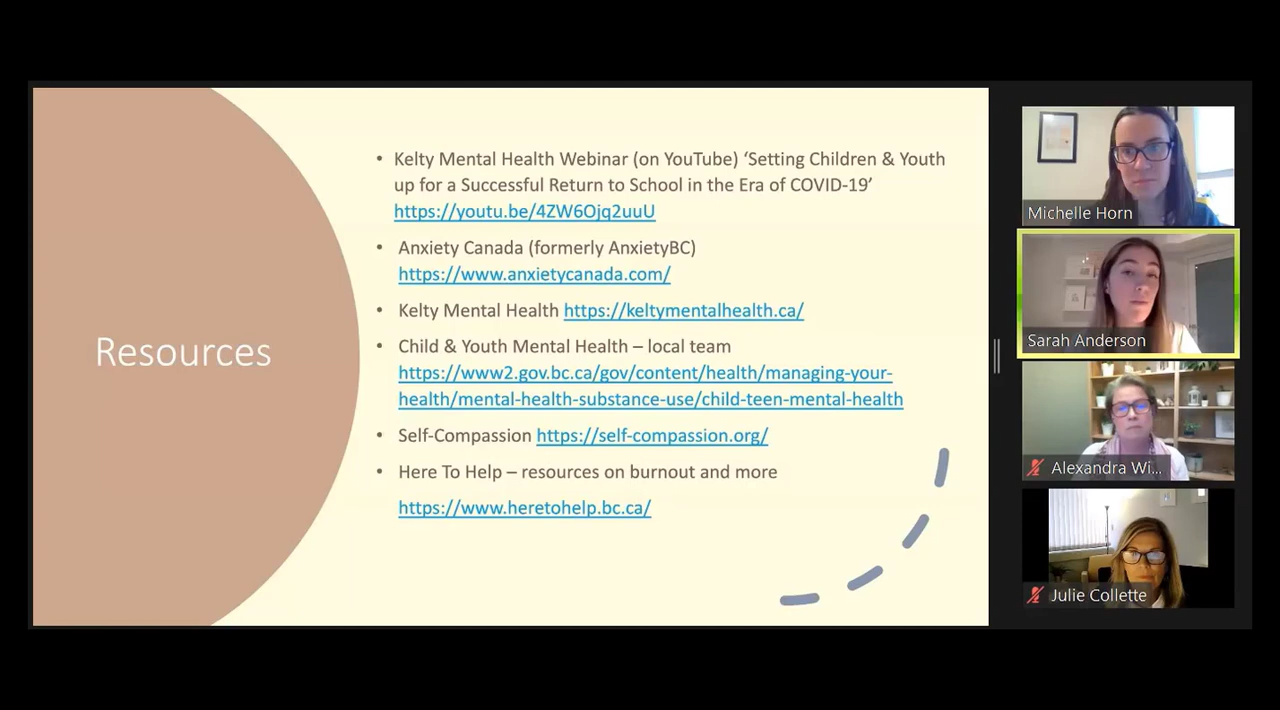 Resources
• Kelty Mental Health Webinar (on YouTube) ‘Setting Children & Youth
up for a Successful Return to School in the Era of COVID-19’
https://youtu.be/4ZW6Ojq2uuU
• Anxiety Canada (formerly AnxietyBC)
https://www.anxietycanada.com/
• Kelty Mental Health https://keltymentalhealth.ca/
• Child & Youth Mental Health – local team
https://www2.gov.bc.ca/gov/content/health/managing-your-
health/mental-health-substance-use/child-teen-mental-health
• Self-Compassion https://self-compassion.org/
• Here To Help – resources on burnout and more
https://www.heretohelp.bc.ca/
Michelle Horn
Sarah Anderson
Alexandra Wi...
Julie Collette